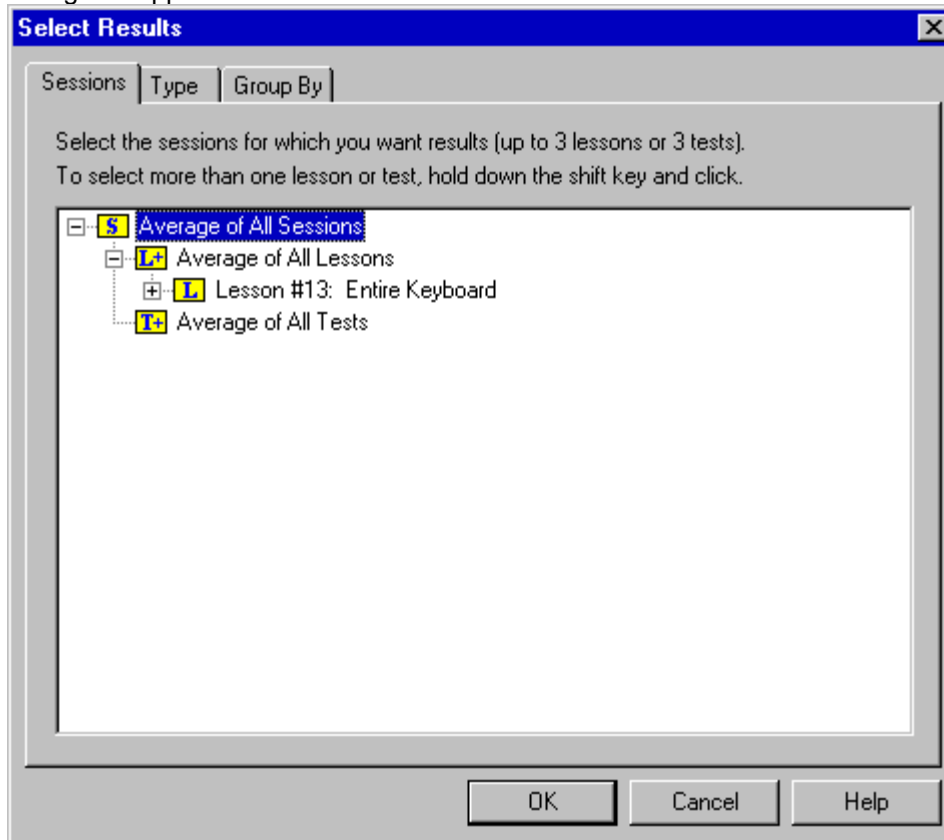 Select Results
Sessions Type Group By
Select the sessions for which you want results (up to 3 lessons or 3 tests).
To select more than one lesson or test, hold down the shift key and click.
S Average of All Sessions
L+ Average of All Lessons
L Lesson #13: Entire Keyboard
T+ Average of All Tests
OK Cancel Help